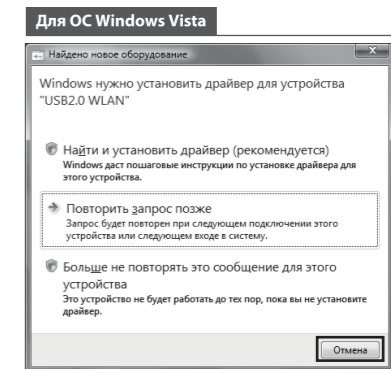 Для ОС Windows Vista
Найдено новое оборудование
Windows нужно установить драйвер для устройства
"USB2.0 WLAN"
Найти и установить драйвер (рекомендуется)
Windows даст пошаговые инструкции по установке драйвера для
этого устройства.
Повторить запрос позже
Запрос будет повторен при следующем подключении этого
устройства или следующем входе в систему.
Больше не повторять это сообщение для этого
устройства
Это устройство не будет работать до тех пор, пока вы не установите
драйвер.
Отмена